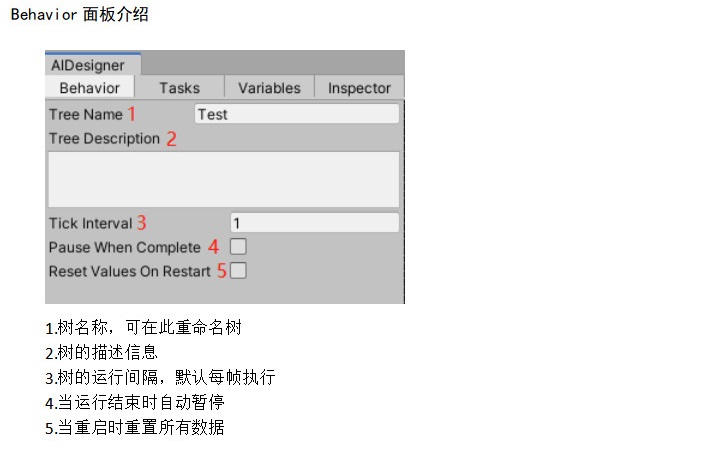 Behavior 面板介绍
AIDesigner
Behavior Tasks Variables Inspector
Tree Name 1 Test
Tree Description 2
Tick Interval 3 1
Pause When Complete 4
Reset Values On Restart 5
1.树名称，可在此重命名树
2.树的描述信息
3.树的运行间隔，默认每帧执行
4.当运行结束时自动暂停
5.当重启时重置所有数据